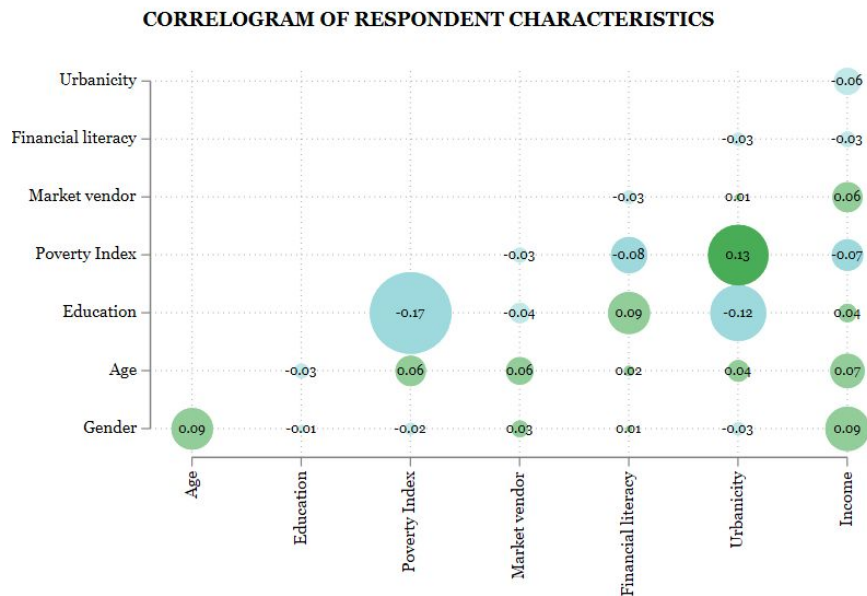 CORRELOGRAM OF RESPONDENT CHARACTERISTICS
Urbanicity -0.06
Financial literacy -0.03 -0.03
Market vendor -0.03 0.01 0.06
Poverty Index -0.03 -0.08 0.13 -0.07
Education -0.17 -0.04 0.09 -0.12 0.04
Age -0.03 0.06 0.06 0.02 0.04 0.07
Gender 0.09 -0.01 -0.02 0.03 0.01 -0.03 0.09
Age
Education
Poverty Index
Market vendor
Financial literacy
Urbanicity
Income